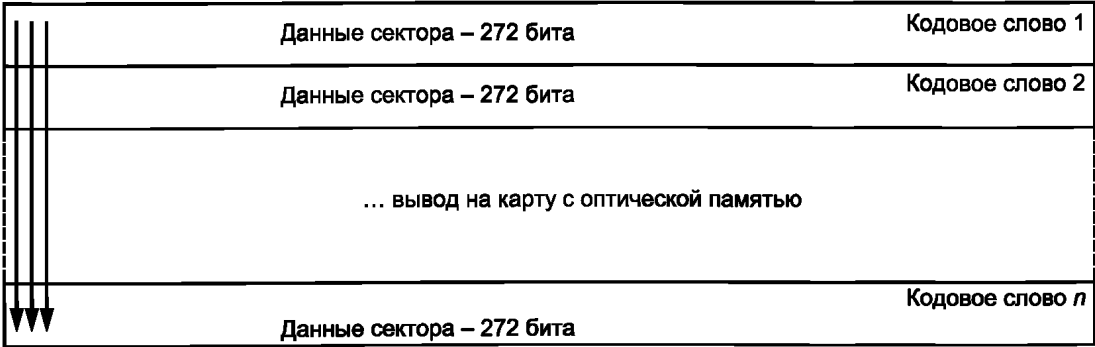 Данные сектора – 272 бита
Кодовое слово 1
Данные сектора – 272 бита
Кодовое слово 2
... вывод на карту с оптической памятью
Кодовое слово n
Данные сектора – 272 бита